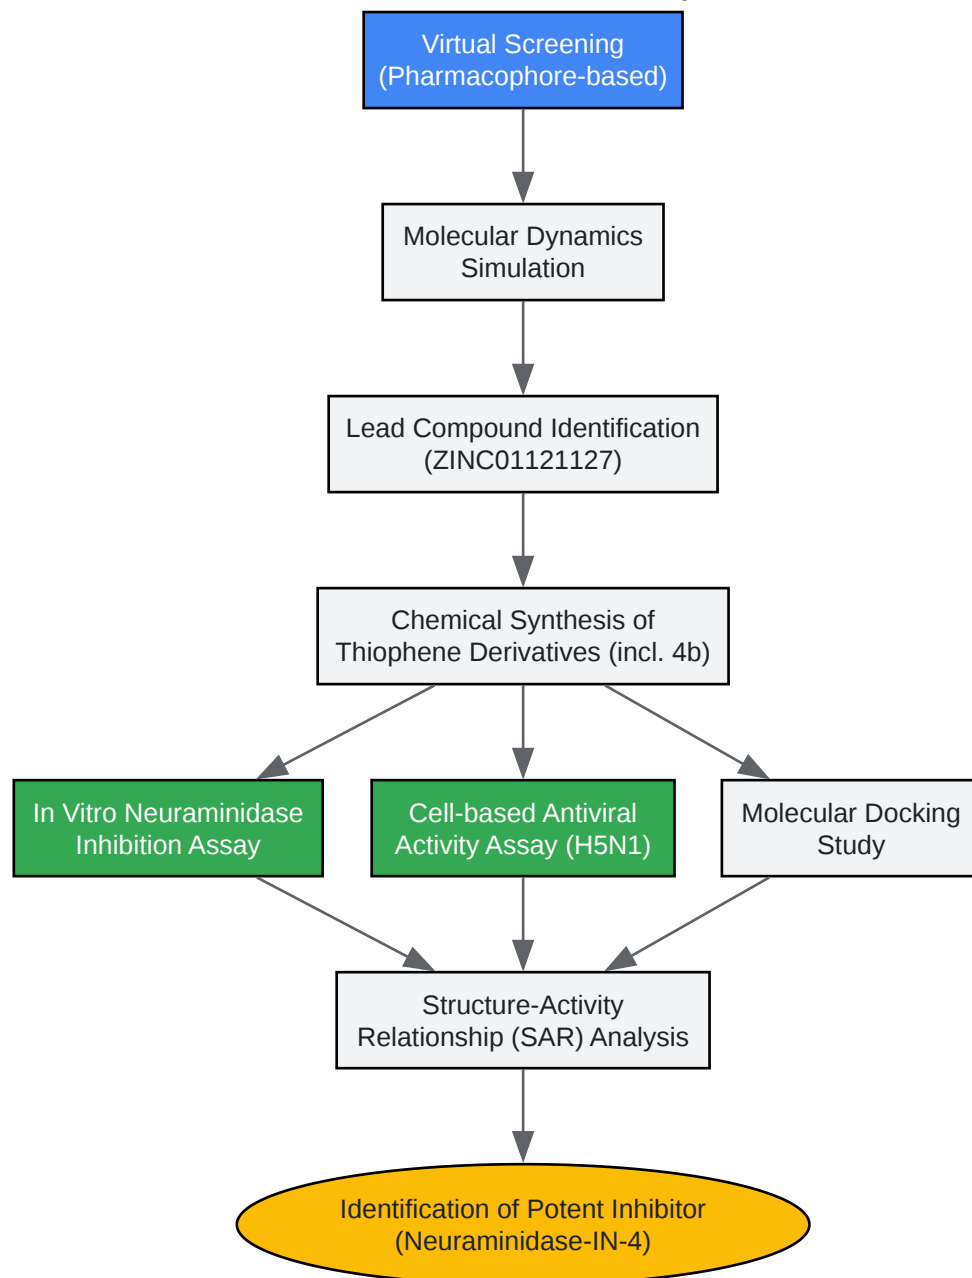 Virtual Screening
(Pharmacophore-based)
Molecular Dynamics
Simulation
Lead Compound Identification
(ZINC01121127)
Chemical Synthesis of
Thiophene Derivatives (incl. 4b)
In Vitro Neuraminidase
Inhibition Assay
Cell-based Antiviral
Activity Assay (H5N1)
Molecular Docking
Study
Structure-Activity
Relationship (SAR) Analysis
Identification of Potent Inhibitor
(Neuraminidase-IN-4)